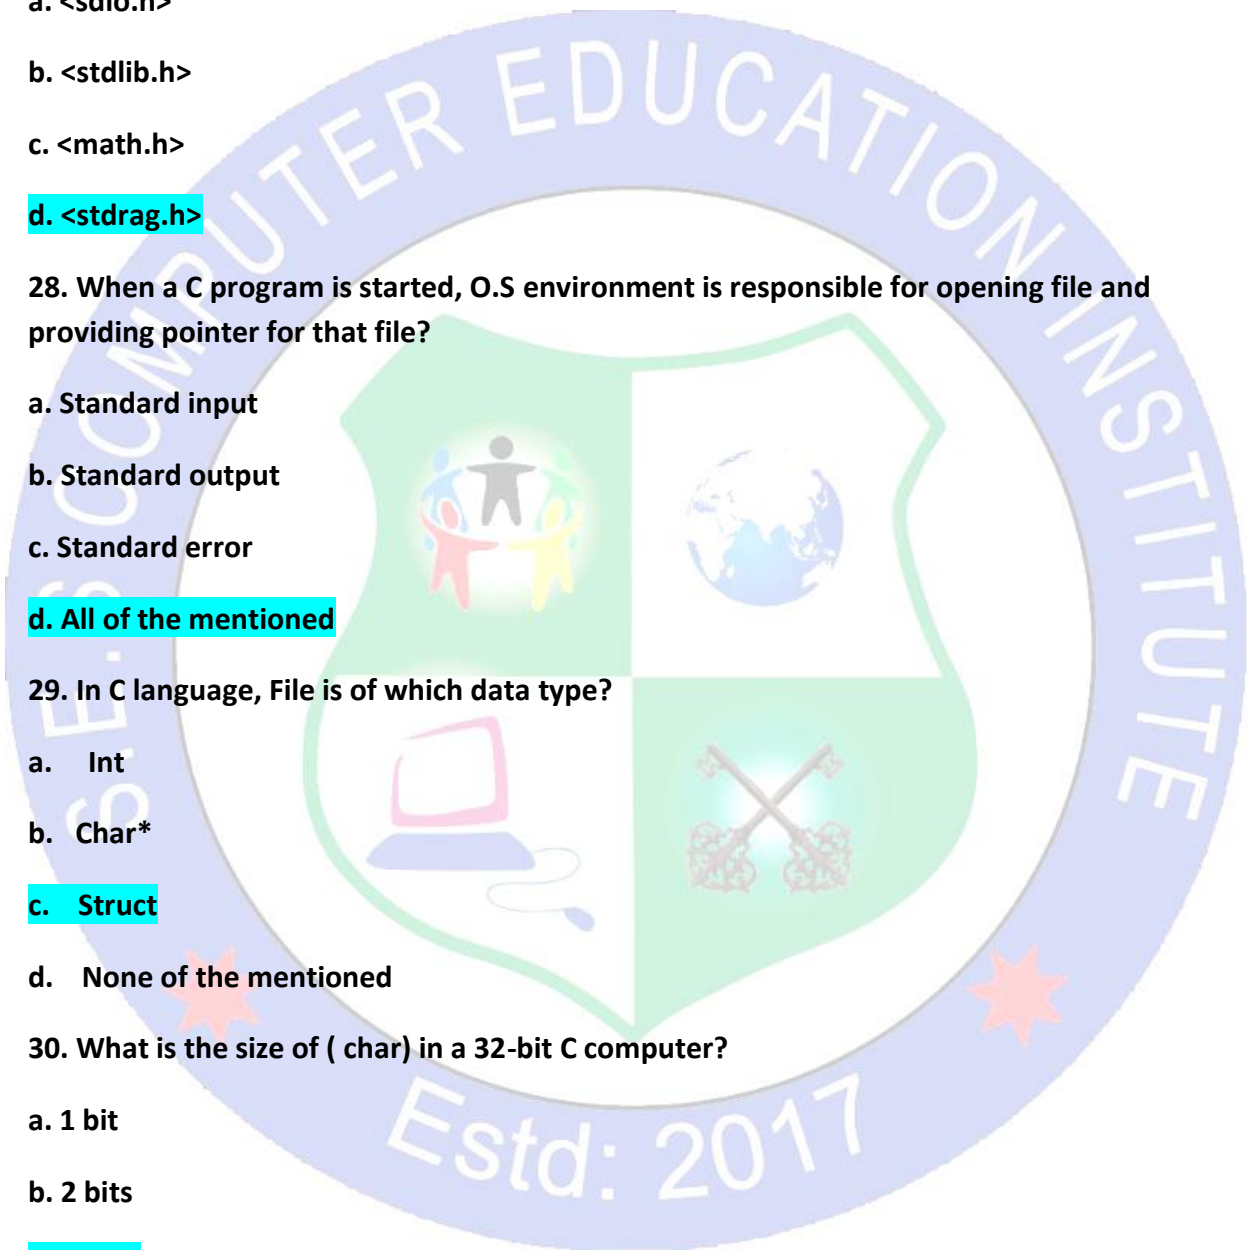 a. <sdio.h>
b. <stdlib.h>
c. <math.h>
d. <stdrag.h>
28. When a C program is started, O.S environment is responsible for opening file and
providing pointer for that file?
a. Standard input
b. Standard output
c. Standard error
d. All of the mentioned
29. In C language, File is of which data type?
a. Int
b. Char*
c. Struct
d. None of the mentioned
30. What is the size of ( char) in a 32-bit C computer?
a. 1 bit
b. 2 bits
S.E.S COMPUTER EDUCATION INSTITUTE
Estd: 2017